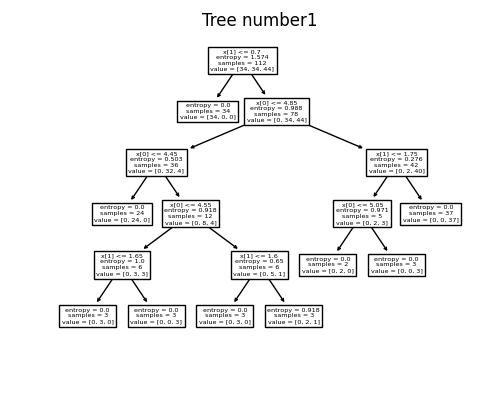 Tree number1
x[1] <= 0.7
entropy = 1.574
samples = 112
value = [34, 34, 44]
entropy = 0.0
samples = 34
value = [34, 0, 0]
x[0] <= 4.85
entropy = 0.988
samples = 78
value = [0, 34, 44]
x[0] <= 4.45
entropy = 0.503
samples = 36
value = [0, 32, 4]
x[1] <= 1.75
entropy = 0.276
samples = 42
value = [0, 2, 40]
entropy = 0.0
samples = 24
value = [0, 24, 0]
x[0] <= 4.55
entropy = 0.918
samples = 12
value = [0, 8, 4]
x[0] <= 5.05
entropy = 0.971
samples = 5
value = [0, 2, 3]
entropy = 0.0
samples = 37
value = [0, 0, 37]
x[1] <= 1.65
entropy = 1.0
samples = 6
value = [0, 3, 3]
x[1] <= 1.6
entropy = 0.65
samples = 6
value = [0, 5, 1]
entropy = 0.0
samples = 2
value = [0, 2, 0]
entropy = 0.0
samples = 3
value = [0, 0, 3]
entropy = 0.0
samples = 3
value = [0, 3, 0]
entropy = 0.0
samples = 3
value = [0, 0, 3]
entropy = 0.0
samples = 3
value = [0, 3, 0]
entropy = 0.918
samples = 3
value = [0, 2, 1]